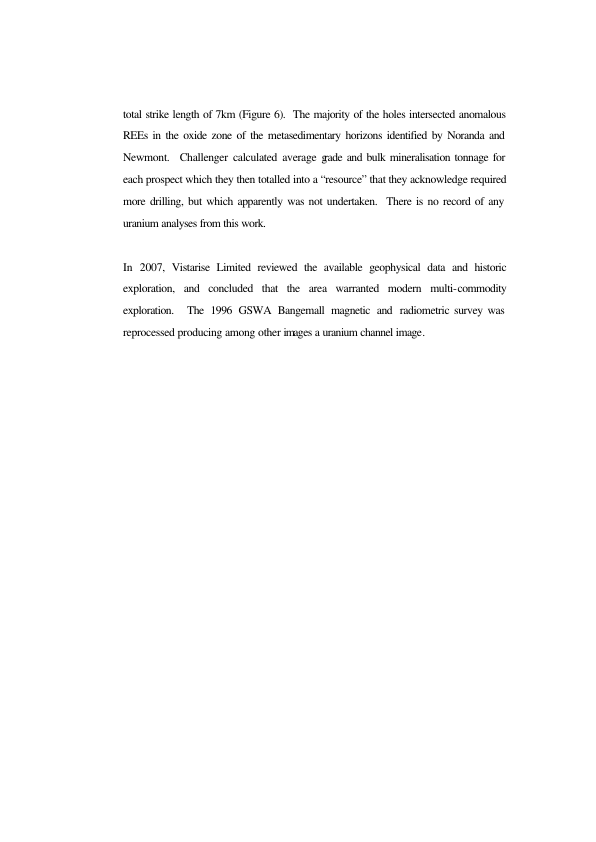 total strike length of 7km (Figure 6).  The majority of the holes intersected anomalous
REEs in the oxide zone of the metasedimentary horizons identified by Noranda and
Newmont.  Challenger calculated average grade and bulk mineralisation tonnage for
each prospect which they then totalled into a “resource” that they acknowledge required
more drilling, but which apparently was not undertaken.  There is no record of any
uranium analyses from this work.
In 2007, Vistarise Limited reviewed the available geophysical data and historic
exploration, and concluded that the area warranted modern multi-commodity
exploration.  The 1996 GSWA Bangemall magnetic and radiometric survey was
reprocessed producing among other images a uranium channel image.